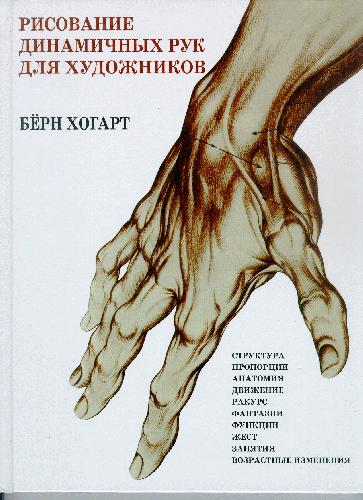 РИСОВАНИЕ
ДИНАМИЧНЫХ РУК
ДЛЯ ХУДОЖНИКОВ
БЁРН ХОГАРТ
СТРУКТУРА
ПРОПОРЦИИ
АНАТОМИЯ
ДВИЖЕНИЕ
РАКУРС
ФАНТАЗИИ
ФУНКЦИИ
ЖЕСТ
ЗАНЯТИЯ
ВОЗРАСТНЫЕ ИЗМЕНЕНИЯ